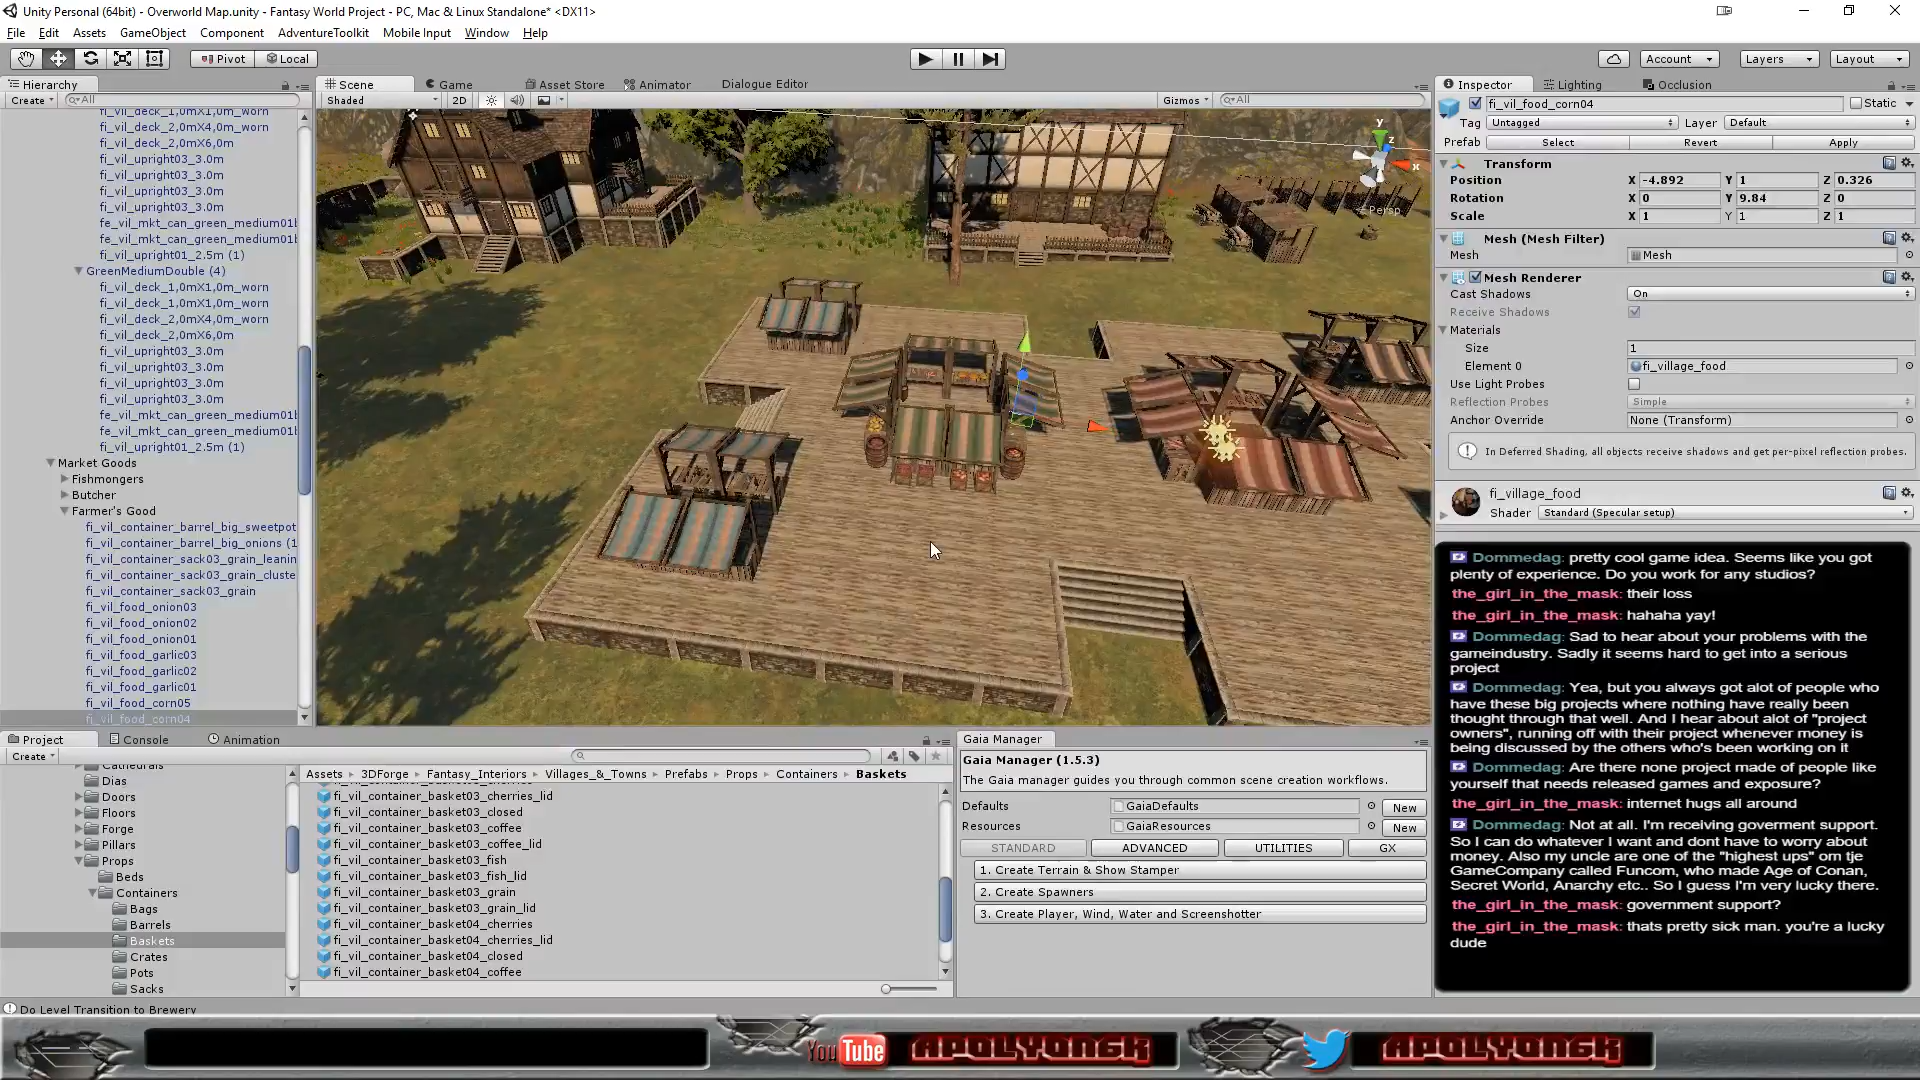 Unity Personal (64bit) - Overworld Map.unity - Fantasy World Project - PC, Mac & Linux Standalone* <DX11>
File Edit Assets GameObject Component AdventureToolkit Mobile Input Window Help
Pivot Local Account Layers Layout
Hierarchy
Create All
fi_vil_deck_1,0mX1,0m_worn
fi_vil_deck_2,0mX4,0m_worn
fi_vil_deck_2,0mX6,0m
fi_vil_upright03_3.0m
fi_vil_upright03_3.0m
fi_vil_upright03_3.0m
fi_vil_upright03_3.0m
fe_vil_mkt_can_green_medium01b
fe_vil_mkt_can_green_medium01b
fi_vil_upright01_2.5m (1)
GreenMediumDouble (4)
fi_vil_deck_1,0mX1,0m_worn
fi_vil_deck_1,0mX1,0m_worn
fi_vil_deck_2,0mX4,0m_worn
fi_vil_deck_2,0mX6,0m
fi_vil_upright03_3.0m
fi_vil_upright03_3.0m
fi_vil_upright03_3.0m
fi_vil_upright03_3.0m
fe_vil_mkt_can_green_medium01b
fe_vil_mkt_can_green_medium01b
fi_vil_upright01_2.5m (1)
Market Goods
Fishmongers
Butcher
Farmer's Good
fi_vil_container_barrel_big_sweetpot
fi_vil_container_barrel_big_onions (1
fi_vil_container_sack03_grain_leanin
fi_vil_container_sack03_grain_cluste
fi_vil_container_sack03_grain
fi_vil_food_onion03
fi_vil_food_onion02
fi_vil_food_onion01
fi_vil_food_garlic03
fi_vil_food_garlic02
fi_vil_food_garlic01
fi_vil_food_corn05
fi_vil_food_corn04
Scene Game Asset Store Animator Dialogue Editor
Shaded 2D Gizmos All
y
z
x
Persp
Inspector Lighting Occlusion
fi_vil_food_corn04 Static
Tag Untagged Layer Default
Prefab Select Revert Apply
Transform
Position X -4.892 Y 1 Z 0.326
Rotation X 0 Y 9.84 Z 0
Scale X 1 Y 1 Z 1
Mesh (Mesh Filter)
Mesh Mesh
Mesh Renderer
Cast Shadows On
Receive Shadows
Materials
Size 1
Element 0 fi_village_food
Use Light Probes
Reflection Probes Simple
Anchor Override None (Transform)
In Deferred Shading, all objects receive shadows and get per-pixel reflection probes.
fi_village_food
Shader Standard (Specular setup)
Dommedag: pretty cool game idea. Seems like you got
plenty of experience. Do you work for any studios?
the_girl_in_the_mask: their loss
the_girl_in_the_mask: hahaha yay!
Dommedag: Sad to hear about your problems with the
gameindustry. Sadly it seems hard to get into a serious
project
Dommedag: Yea, but you always got alot of people who
have these big projects where nothing have really been
thought through that well. And I hear about alot of "project
owners", running off with their project whenever money is
being discussed by the others who's been working on it
Dommedag: Are there none project made of people like
yourself that needs released games and exposure?
the_girl_in_the_mask: internet hugs all around
Dommedag: Not at all. I'm receiving goverment support.
So I can do whatever I want and dont have to worry about
money. Also my uncle are one of the "highest ups" om tje
GameCompany called Funcom, who made Age of Conan,
Secret World, Anarchy etc.. So I guess I'm very lucky there.
the_girl_in_the_mask: government support?
the_girl_in_the_mask: thats pretty sick man. you're a lucky
dude
Project Console Animation
Create
Cathedrals
Dias
Doors
Floors
Forge
Pillars
Props
Beds
Containers
Bags
Barrels
Baskets
Crates
Pots
Sacks
Assets 3DForge Fantasy_Interiors Villages_&_Towns Prefabs Props Containers Baskets
fi_vil_container_basket03_cherries_lid
fi_vil_container_basket03_closed
fi_vil_container_basket03_coffee
fi_vil_container_basket03_coffee_lid
fi_vil_container_basket03_fish
fi_vil_container_basket03_fish_lid
fi_vil_container_basket03_grain
fi_vil_container_basket03_grain_lid
fi_vil_container_basket04_cherries
fi_vil_container_basket04_cherries_lid
fi_vil_container_basket04_closed
fi_vil_container_basket04_coffee
Gaia Manager
Gaia Manager (1.5.3)
The Gaia manager guides you through common scene creation workflows.
Defaults GaiaDefaults New
Resources GaiaResources New
STANDARD ADVANCED UTILITIES GX
1. Create Terrain & Show Stamper
2. Create Spawners
3. Create Player, Wind, Water and Screenshotter
Do Level Transition to Brewery
YouTube APOLYONGK APOLYONGK